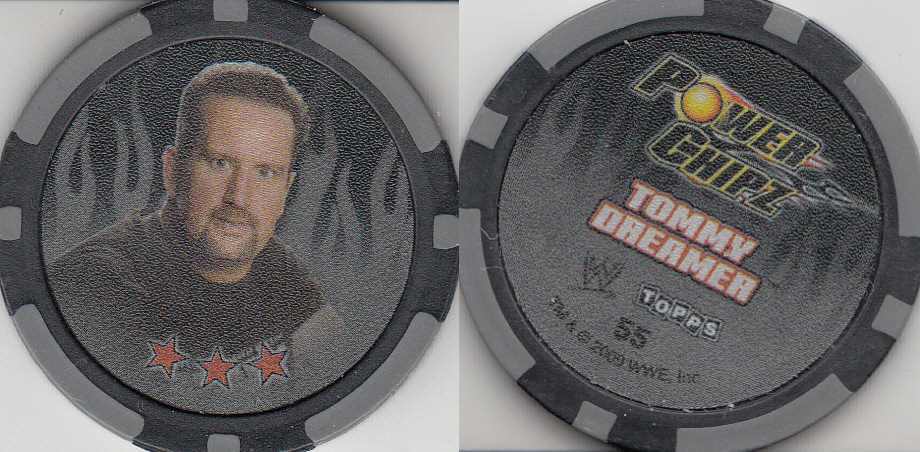 POWER
CHIPZ
TOMMY
DREAMER
W
TOPPS
55
™ & © 2009 WWE, Inc.